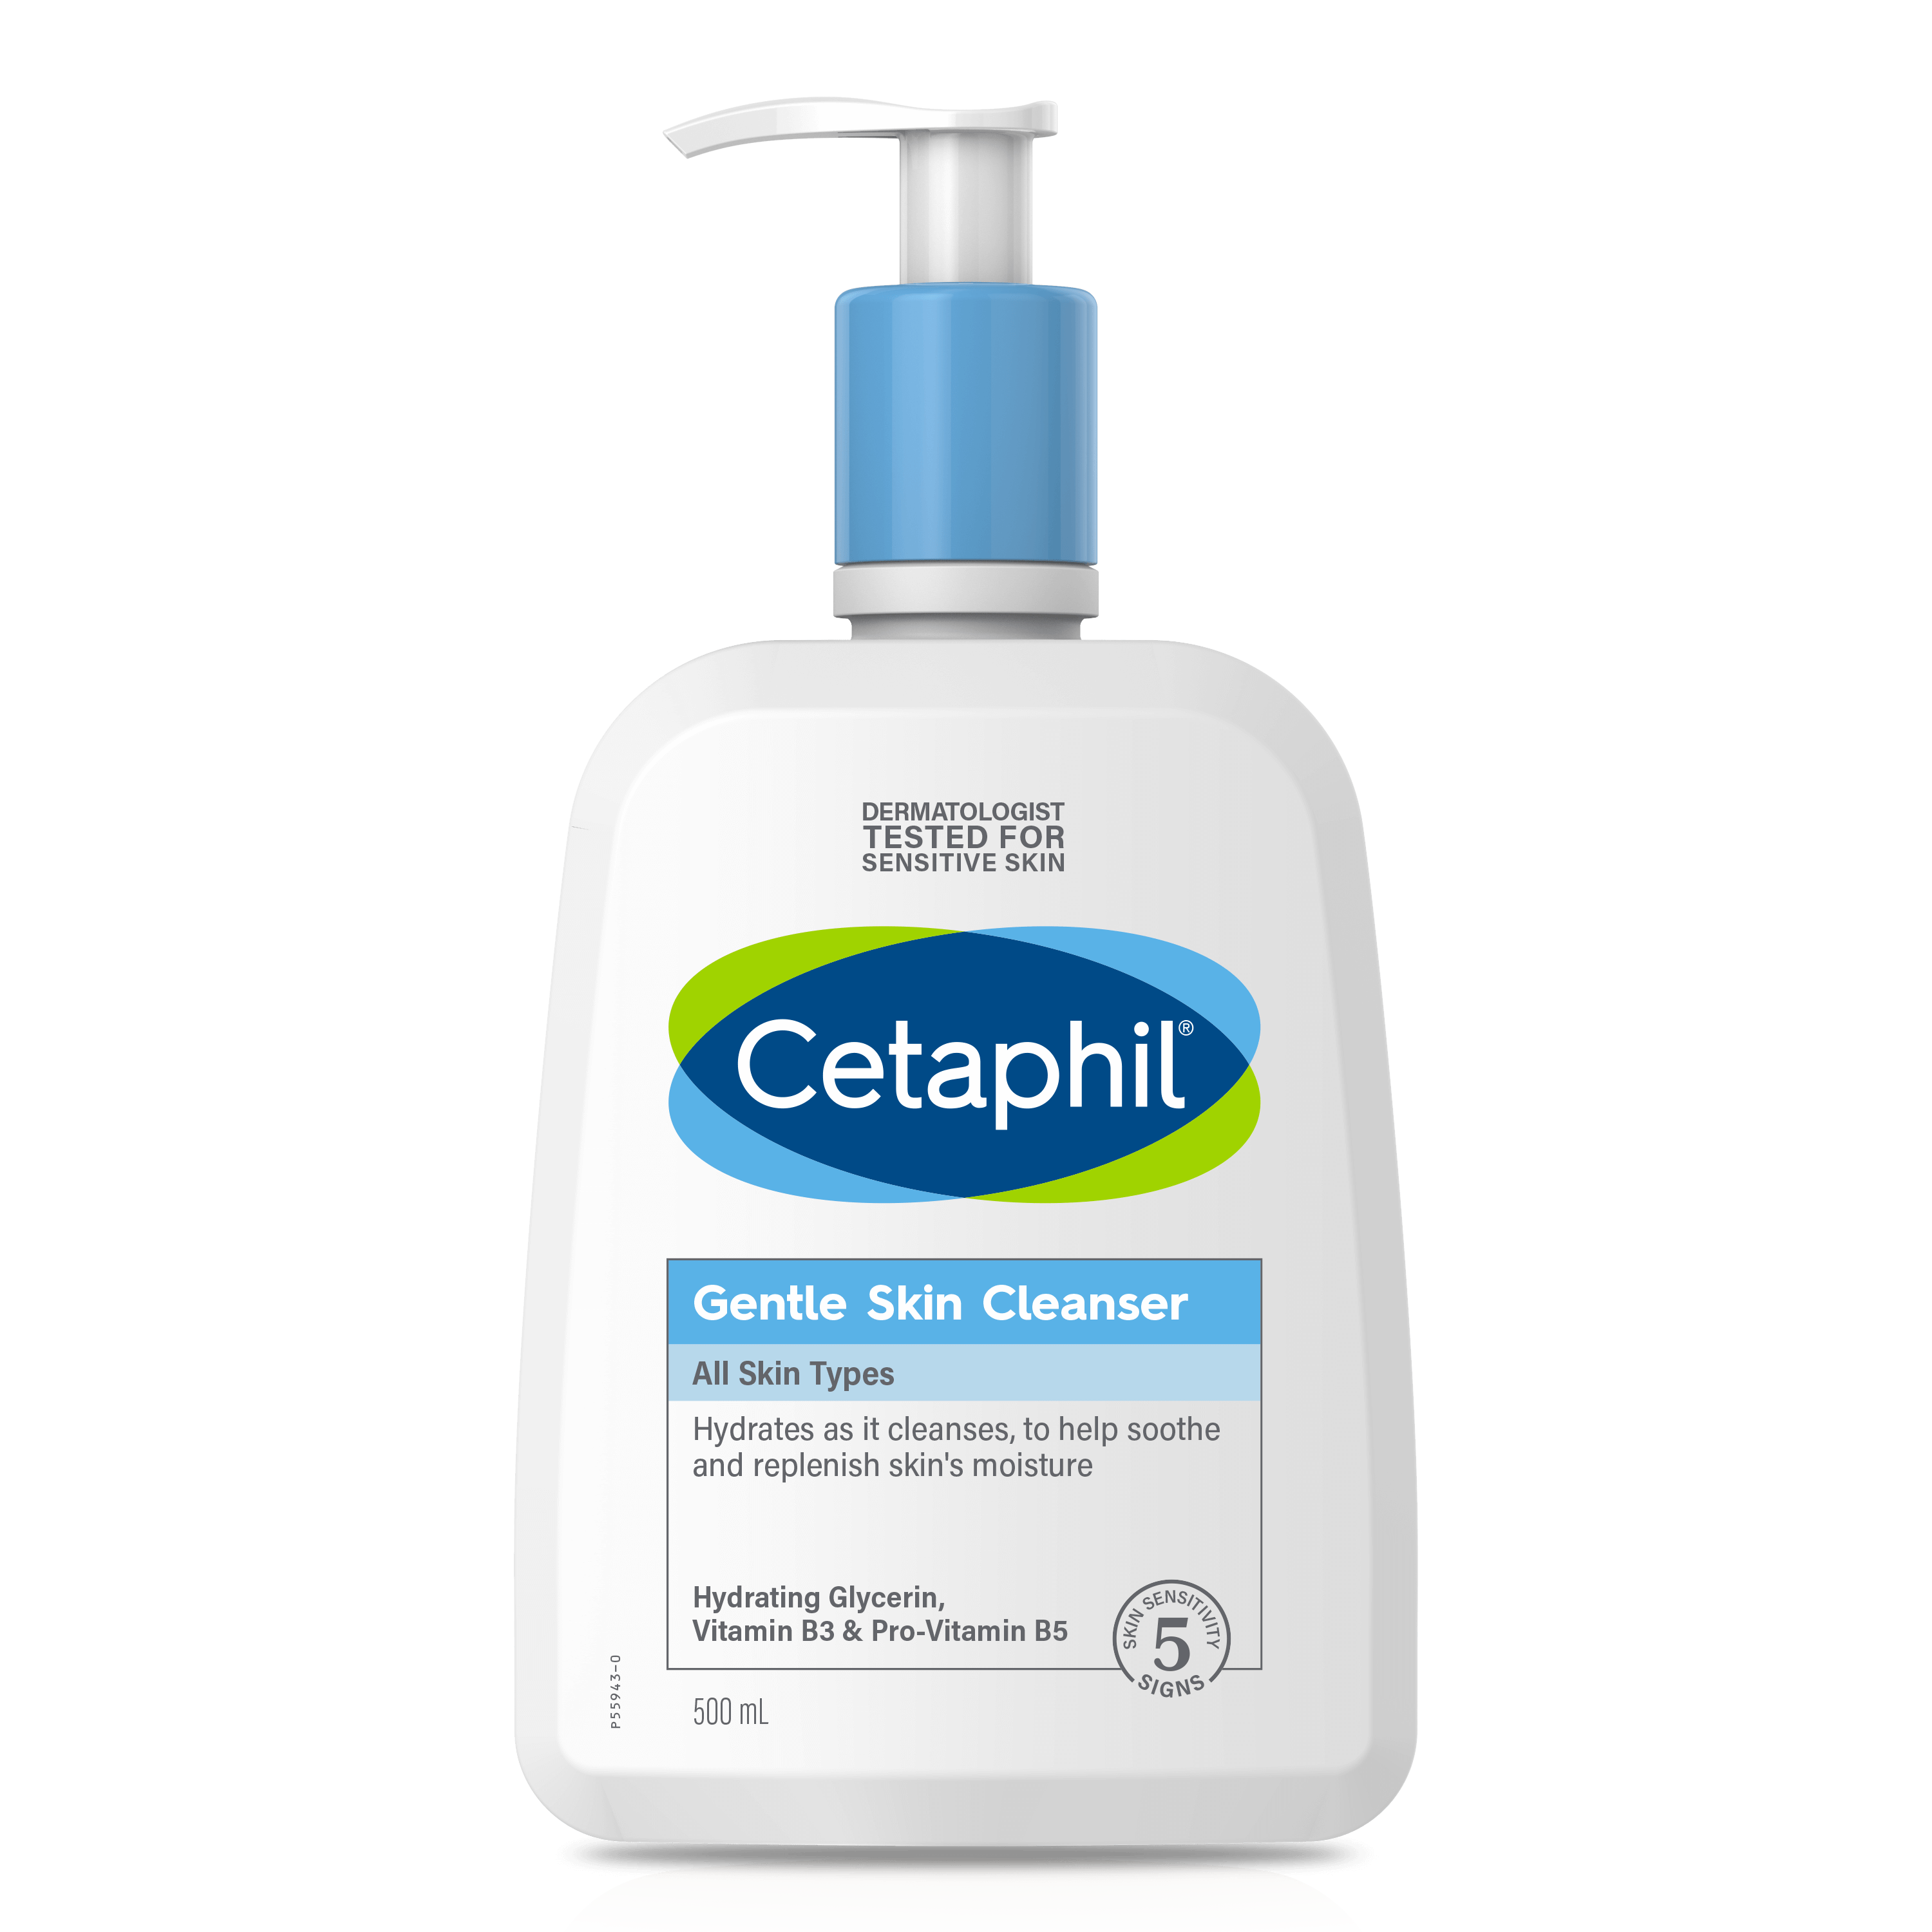 DERMATOLOGIST
TESTED FOR
SENSITIVE SKIN
Cetaphil®
Gentle Skin Cleanser
All Skin Types
Hydrates as it cleanses, to help soothe
and replenish skin's moisture
Hydrating Glycerin,
Vitamin B3 & Pro-Vitamin B5
SKIN SENSITIVITY
5
SIGNS
P55943-0
500 mL